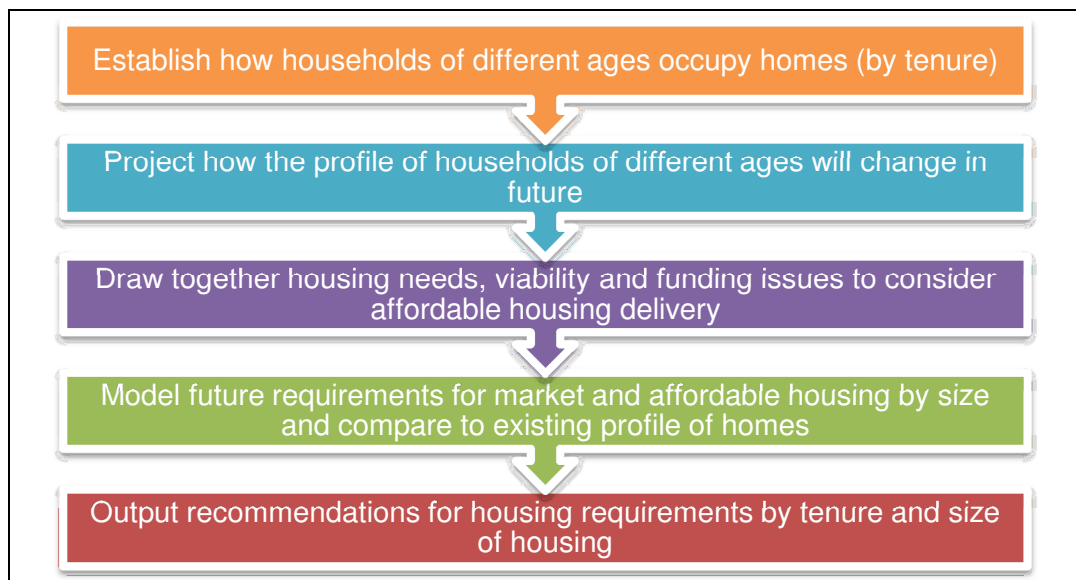 Establish how households of different ages occupy homes (by tenure)
Project how the profile of households of different ages will change in
future
Draw together housing needs, viability and funding issues to consider
affordable housing delivery
Model future requirements for market and affordable housing by size
and compare to existing profile of homes
Output recommendations for housing requirements by tenure and size
of housing